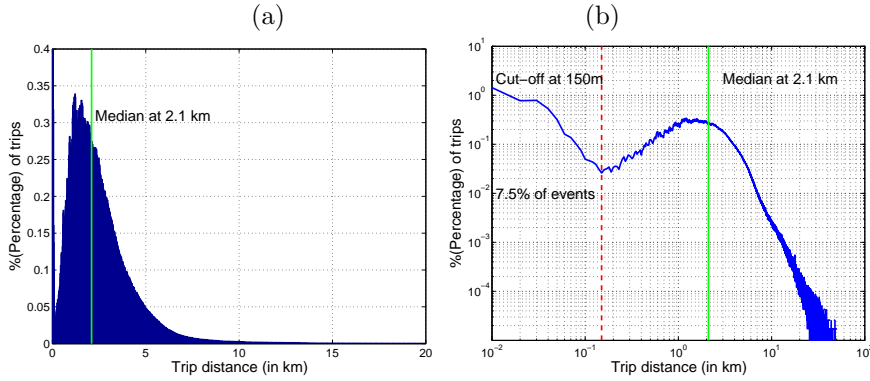 (a)
0.4
0.35
0.3
0.25
0.2
0.15
0.1
0.05
0
Median at 2.1 km
0 5 10 15 20
Trip distance (in km)
%(Percentage) of trips
(b)
10^1
10^0
10^-1
10^-2
10^-3
10^-4
Cut-off at 150m
Median at 2.1 km
7.5% of events
10^-2 10^-1 10^0 10^1 10^2
Trip distance (in km)
%(Percentage) of trips